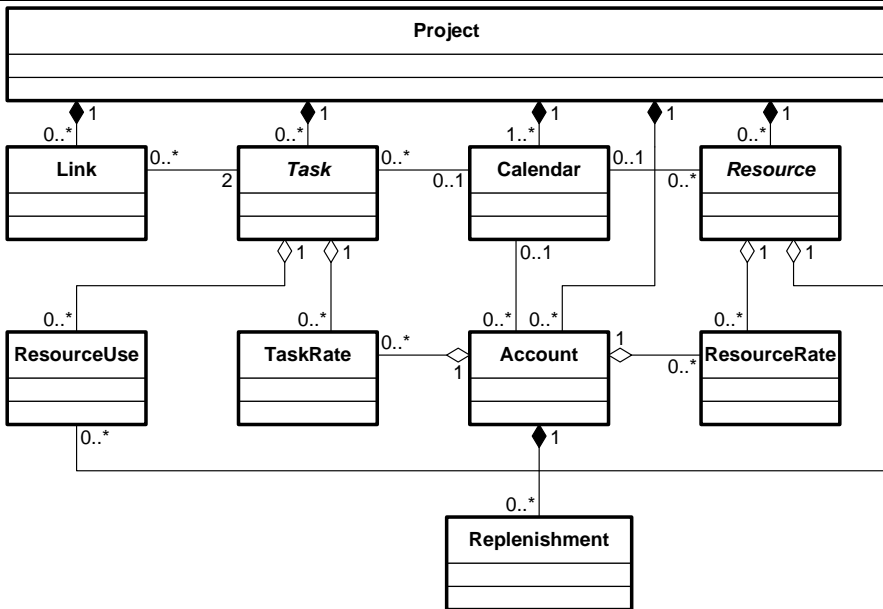 Project
1 1 1 1 1
0..* 0..* 1..* 0..*
Link Task Calendar Resource
0..* 2 0..* 0..1 0..1 0..*
1 1 0..1 1 1
0..* 0..* 0..* 0..* 0..*
ResourceUse TaskRate Account ResourceRate
0..* 1 1 0..*
0..* 1
0..*
Replenishment